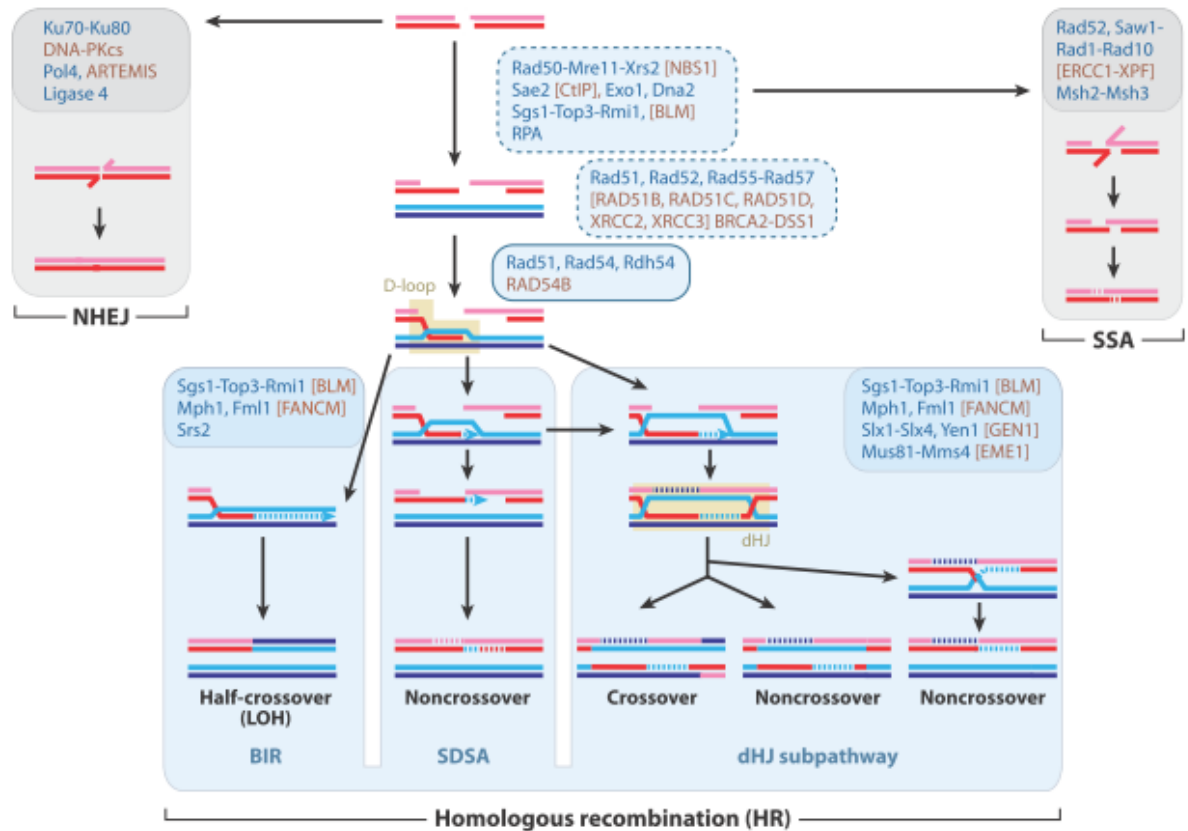 Ku70-Ku80
DNA-PKcs
Pol4, ARTEMIS
Ligase 4
NHEJ
Rad50-Mre11-Xrs2 [NBS1]
Sae2 [CtIP], Exo1, Dna2
Sgs1-Top3-Rmi1, [BLM]
RPA
Rad52, Saw1-
Rad1-Rad10
[ERCC1-XPF]
Msh2-Msh3
SSA
Rad51, Rad52, Rad55-Rad57
[RAD51B, RAD51C, RAD51D,
XRCC2, XRCC3] BRCA2-DSS1
Rad51, Rad54, Rdh54
RAD54B
D-loop
Sgs1-Top3-Rmi1 [BLM]
Mph1, Fml1 [FANCM]
Srs2
Sgs1-Top3-Rmi1 [BLM]
Mph1, Fml1 [FANCM]
Slx1-Slx4, Yen1 [GEN1]
Mus81-Mms4 [EME1]
dHJ
Half-crossover
(LOH)
Noncrossover
Crossover
Noncrossover
Noncrossover
BIR
SDSA
dHJ subpathway
Homologous recombination (HR)